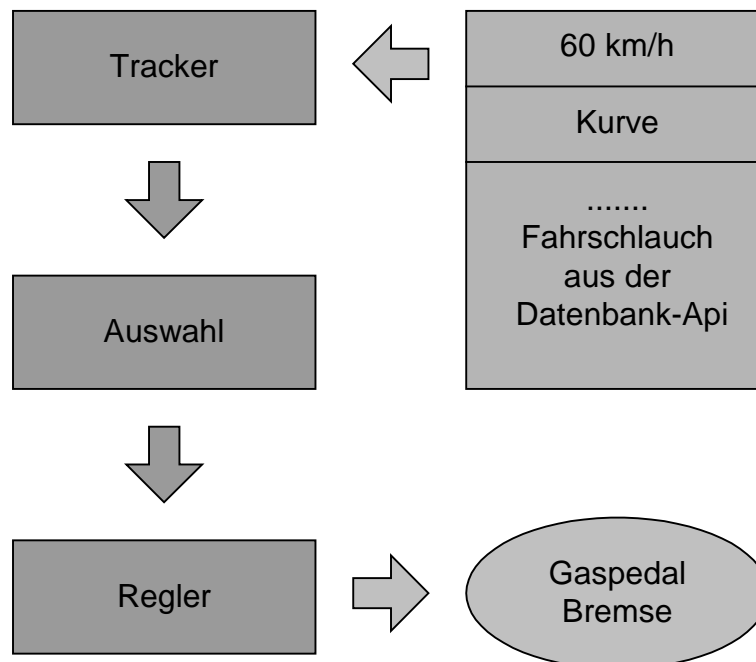 Tracker
60 km/h
Kurve
.......
Fahrschlauch
aus der
Datenbank-Api
Auswahl
Regler
Gaspedal
Bremse